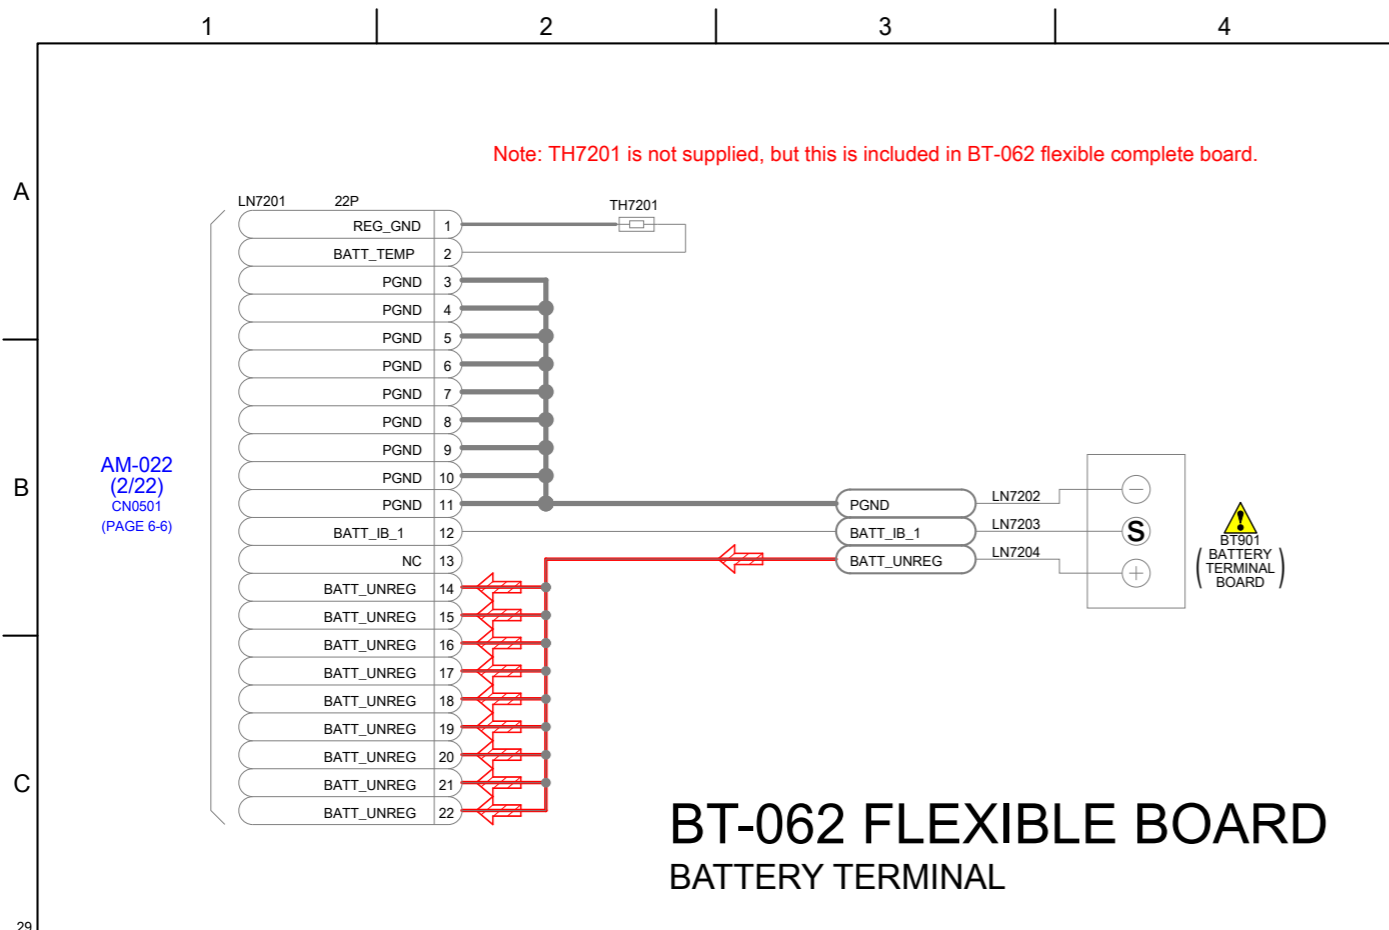 1 2 3 4
A
B
C
Note: TH7201 is not supplied, but this is included in BT-062 flexible complete board.
LN7201 22P
TH7201
REG_GND 1
BATT_TEMP 2
PGND 3
PGND 4
PGND 5
PGND 6
PGND 7
PGND 8
PGND 9
PGND 10
PGND 11
BATT_IB_1 12
NC 13
BATT_UNREG 14
BATT_UNREG 15
BATT_UNREG 16
BATT_UNREG 17
BATT_UNREG 18
BATT_UNREG 19
BATT_UNREG 20
BATT_UNREG 21
BATT_UNREG 22
AM-022
(2/22)
CN0501
(PAGE 6-6)
PGND LN7202 −
BATT_IB_1 LN7203 S
BATT_UNREG LN7204 +
!
BT901
(BATTERY
TERMINAL
BOARD)
BT-062 FLEXIBLE BOARD
BATTERY TERMINAL
29